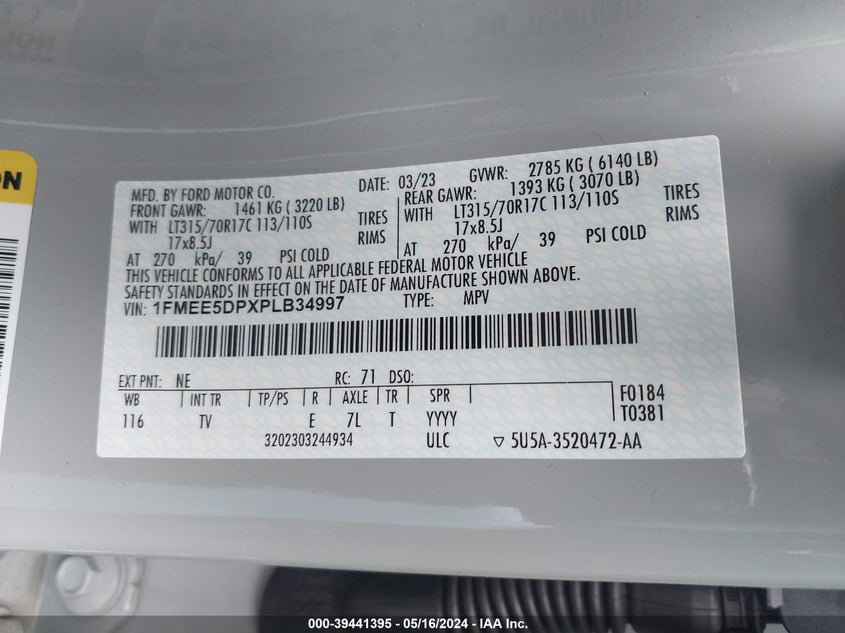 ON
MFD. BY FORD MOTOR CO.
DATE: 03/23 GVWR: 2785 KG ( 6140 LB)
FRONT GAWR: 1461 KG ( 3220 LB)
WITH LT315/70R17C 113/110S TIRES
17x8.5J RIMS
AT 270 kPa/ 39 PSI COLD
REAR GAWR: 1393 KG ( 3070 LB)
WITH LT315/70R17C 113/110S TIRES
17x8.5J RIMS
AT 270 kPa/ 39 PSI COLD
THIS VEHICLE CONFORMS TO ALL APPLICABLE FEDERAL MOTOR VEHICLE
SAFETY STANDARDS IN EFFECT ON THE DATE OF MANUFACTURE SHOWN ABOVE.
VIN: 1FMEE5DPXPLB34997 TYPE: MPV
EXT PNT: NE RC: 71 DSO:
WB INT TR TP/PS R AXLE TR SPR F0184
116 TV E 7L T YYYY T0381
3202303244934 ULC ▽ 5U5A-3520472-AA
000-39441395 - 05/16/2024 - IAA Inc.